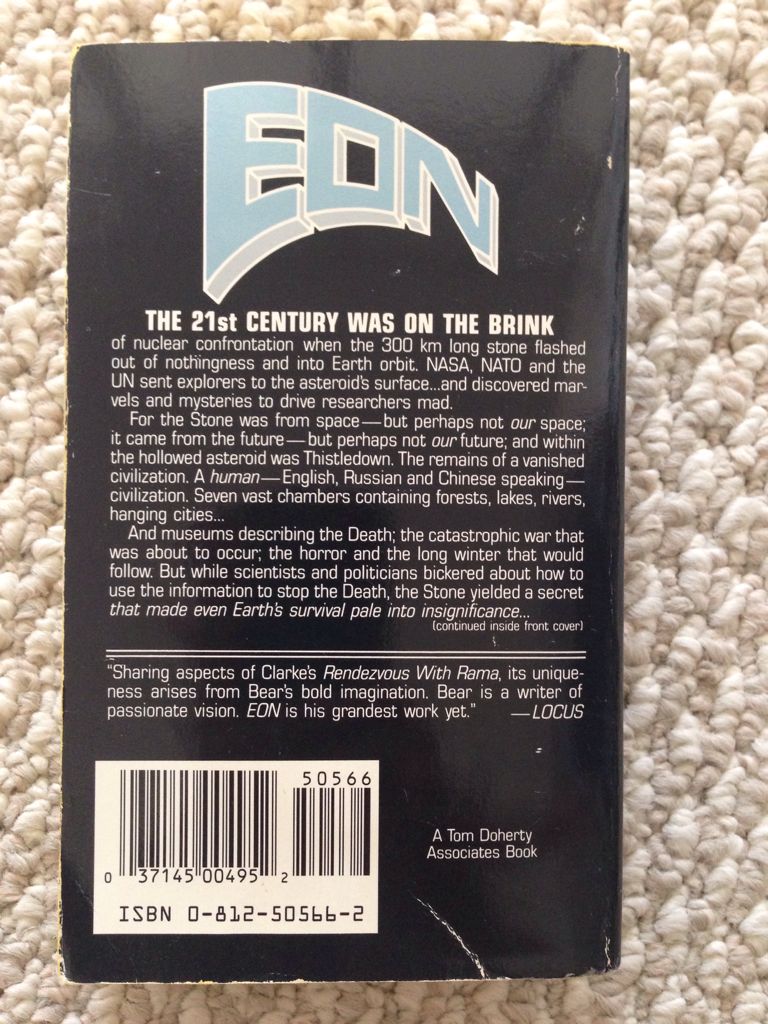 EON
THE 21st CENTURY WAS ON THE BRINK
of nuclear confrontation when the 300 km long stone flashed
out of nothingness and into Earth orbit. NASA, NATO and the
UN sent explorers to the asteroid's surface...and discovered mar-
vels and mysteries to drive researchers mad.
For the Stone was from space—but perhaps not our space;
it came from the future—but perhaps not our future; and within
the hollowed asteroid was Thistledown. The remains of a vanished
civilization. A human—English, Russian and Chinese speaking—
civilization. Seven vast chambers containing forests, lakes, rivers,
hanging cities...
And museums describing the Death; the catastrophic war that
was about to occur; the horror and the long winter that would
follow. But while scientists and politicians bickered about how to
use the information to stop the Death, the Stone yielded a secret
that made even Earth's survival pale into insignificance...
(continued inside front cover)
"Sharing aspects of Clarke's Rendezvous With Rama, its unique-
ness arises from Bear's bold imagination. Bear is a writer of
passionate vision. EON is his grandest work yet." —LOCUS
50566
0 37145 00495 2
ISBN 0-812-50566-2
A Tom Doherty
Associates Book